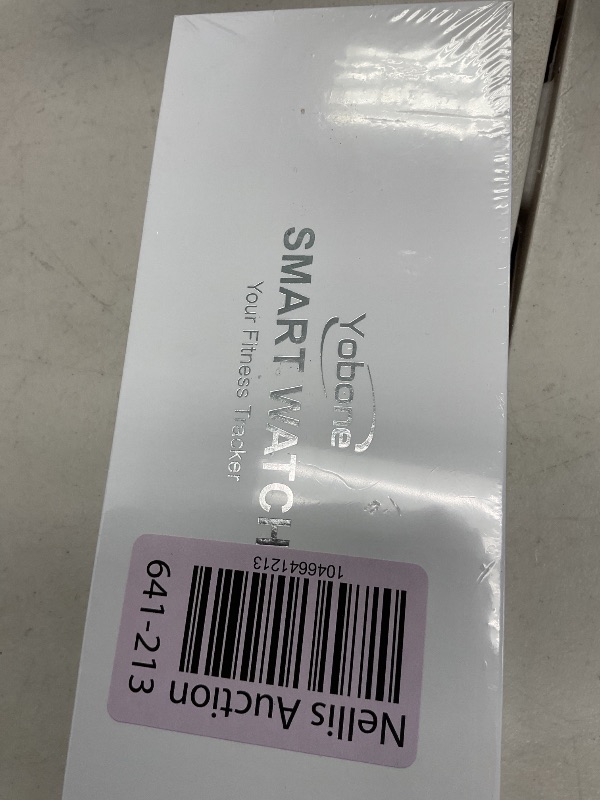 Yobane
SMART WATCH
Your Fitness Tracker
Nellis Auction
1046641213
641-213